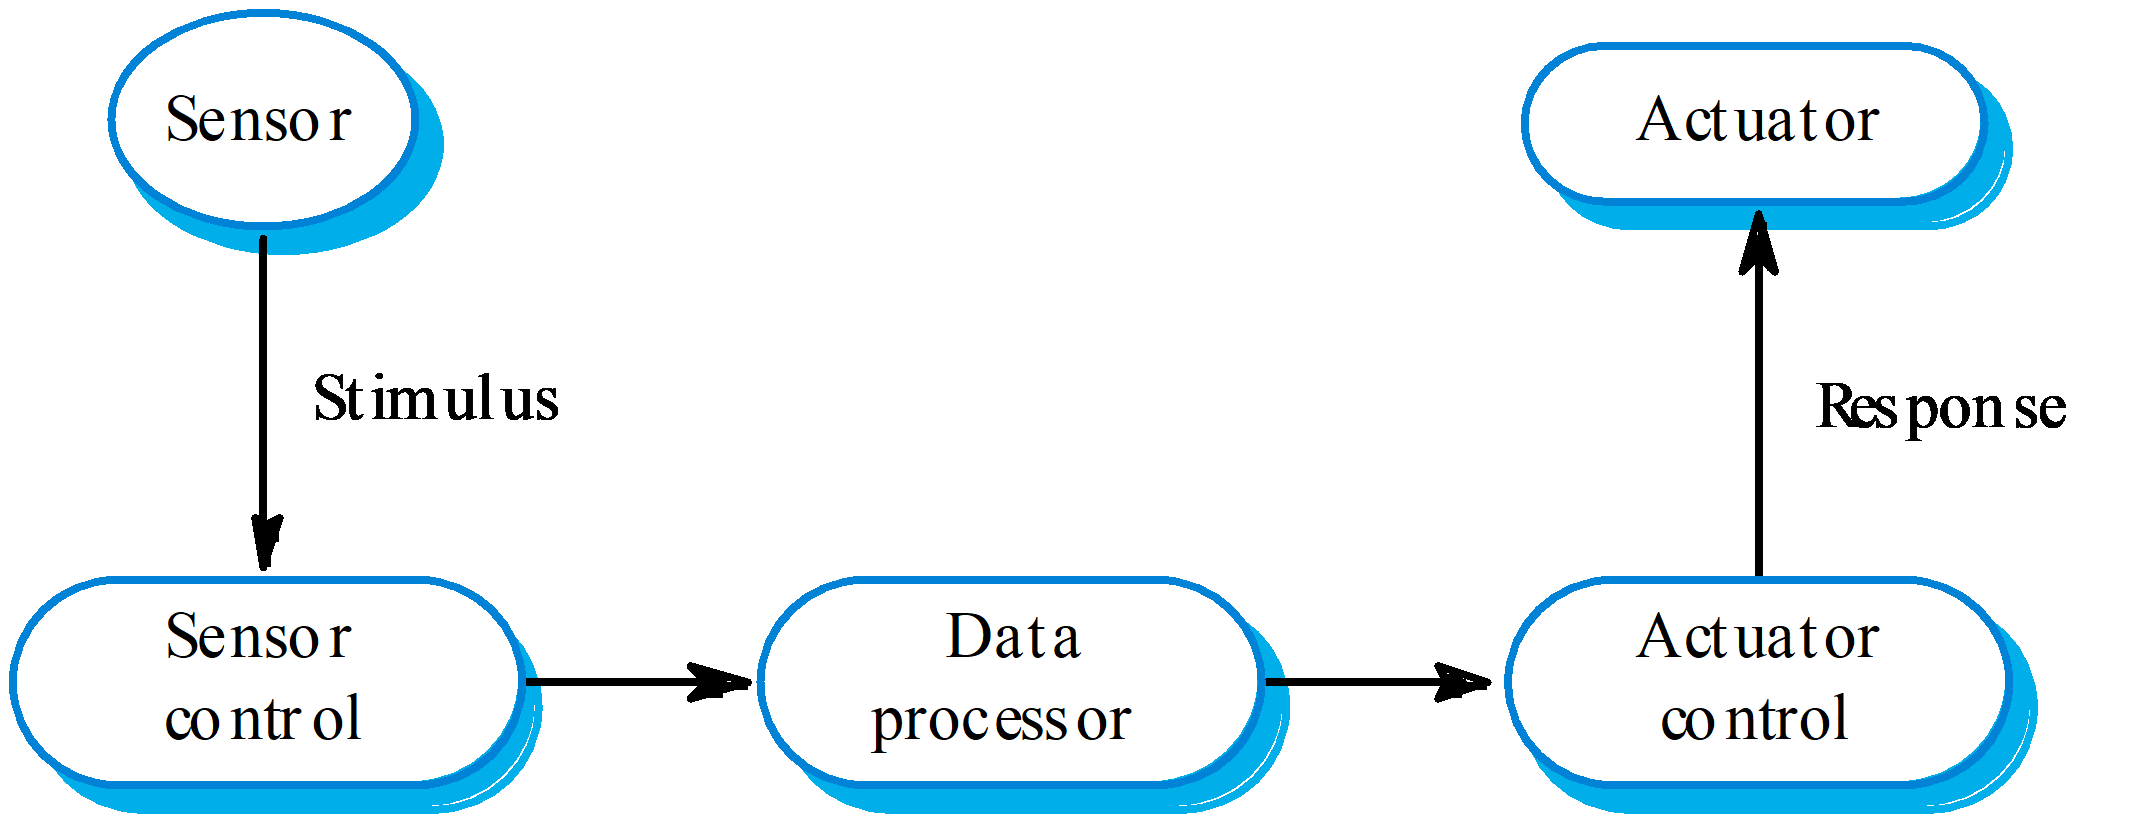 Sensor
Actuator
Stimulus
Response
Sensor
control
Data
processor
Actuator
control